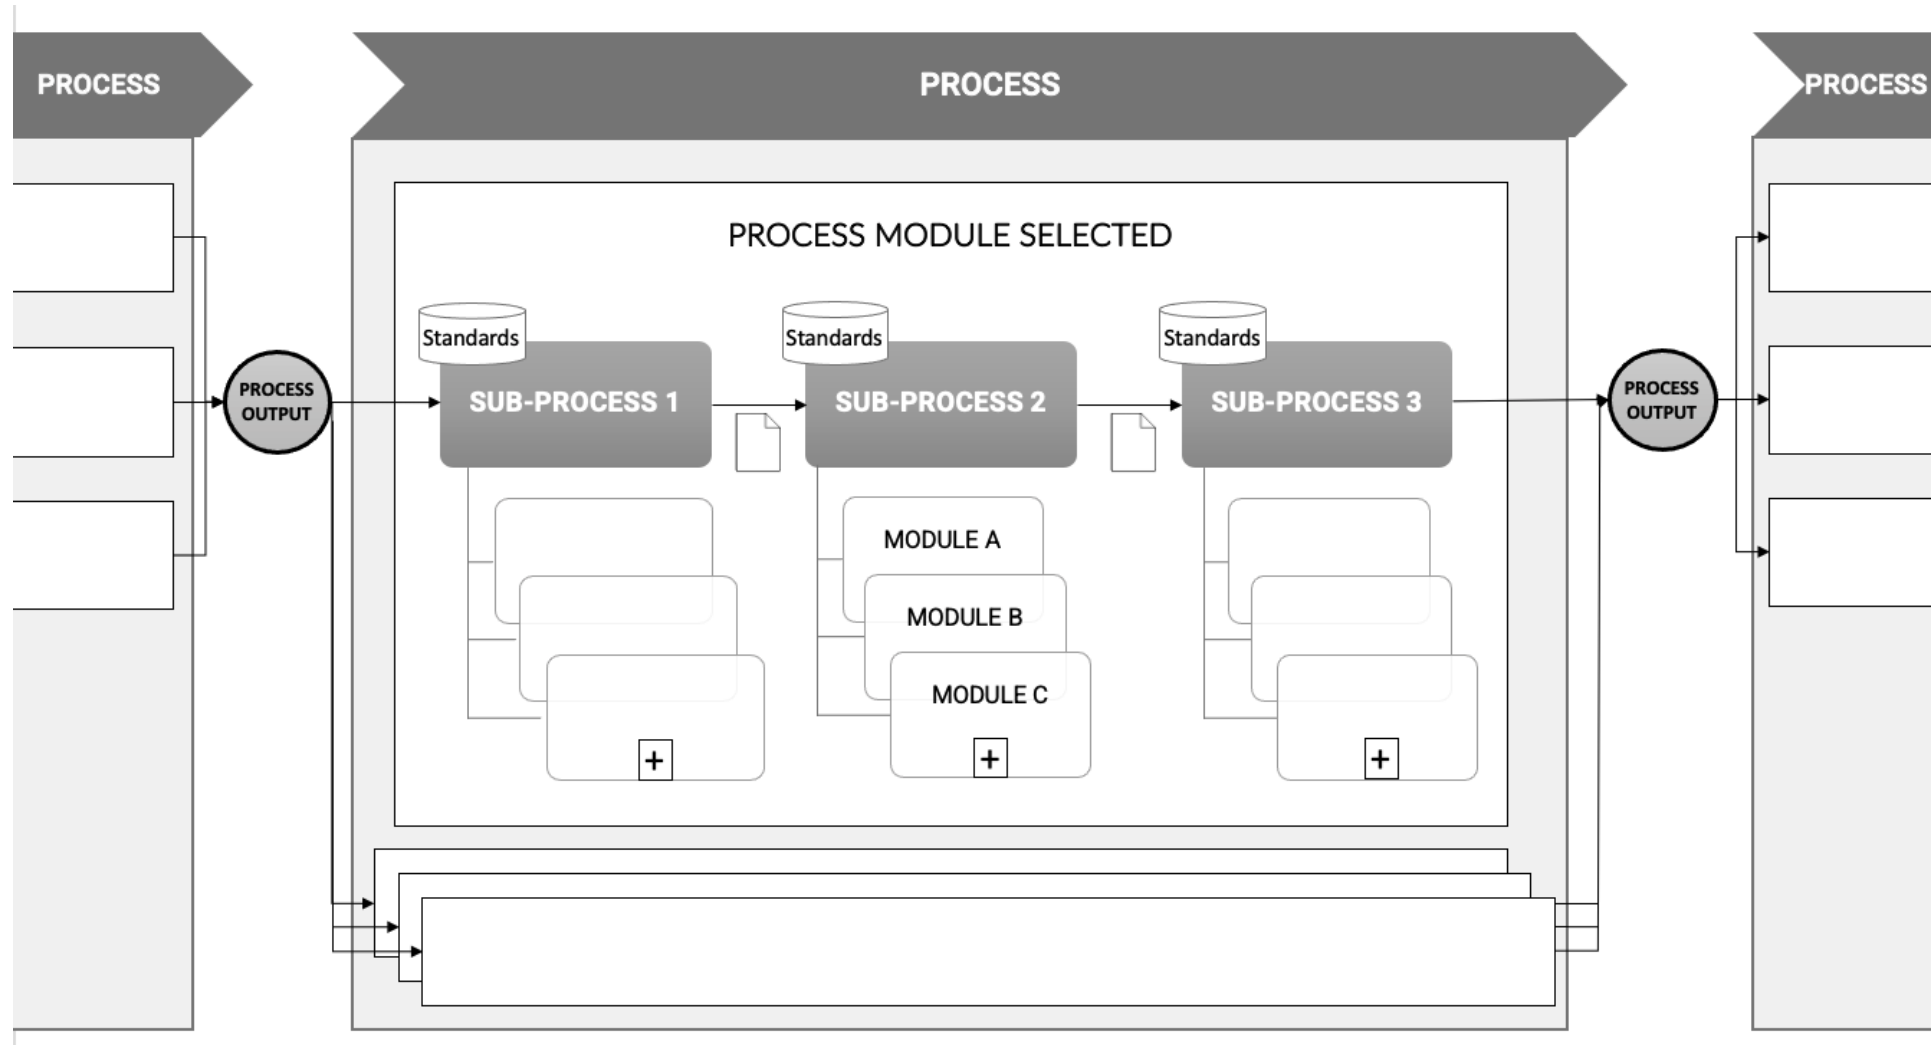 PROCESS
PROCESS
PROCESS
PROCESS MODULE SELECTED
Standards
Standards
Standards
PROCESS
OUTPUT
SUB-PROCESS 1
SUB-PROCESS 2
SUB-PROCESS 3
PROCESS
OUTPUT
MODULE A
MODULE B
MODULE C
+
+
+